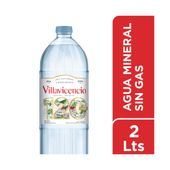 Villavicencio
AGUA MINERAL
SIN GAS
2
Lts